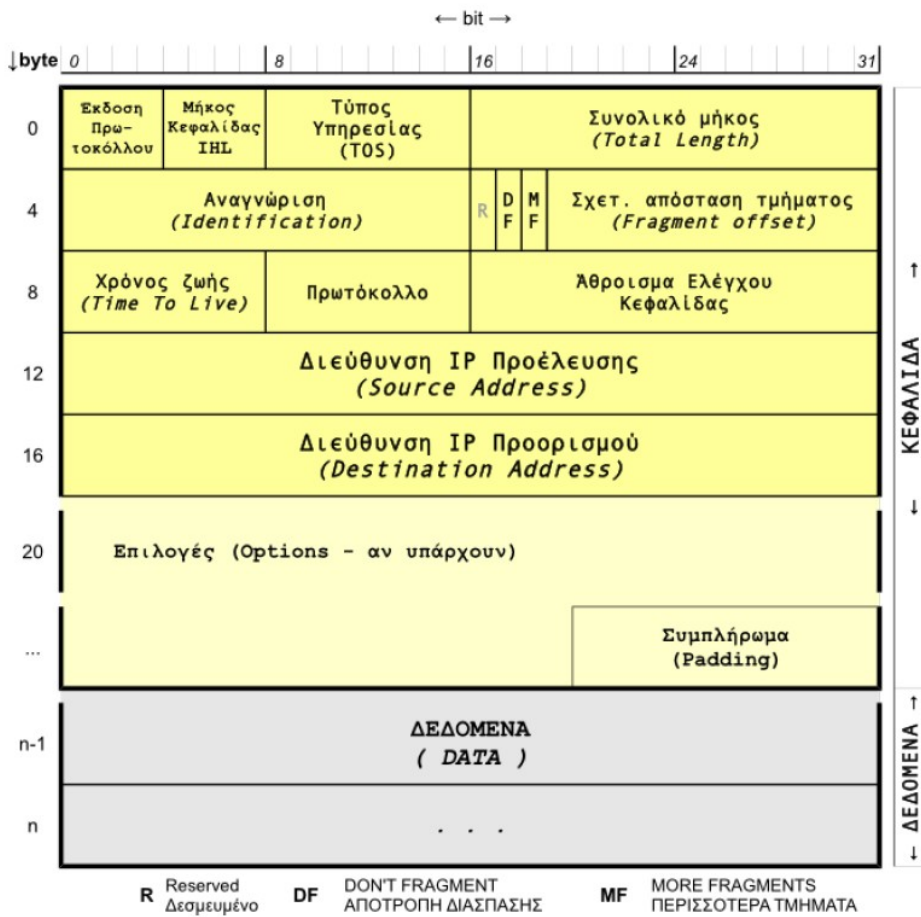 ← bit →
↓byte 0 8 16 24 31
0
Έκδοση
Πρω-
τοκόλλου
Μήκος
Κεφαλίδας
IHL
Τύπος
Υπηρεσίας
(TOS)
Συνολικό μήκος
(Total Length)
4
Αναγνώριση
(Identification)
R
D
F
M
F
Σχετ. απόσταση τμήματος
(Fragment offset)
8
Χρόνος ζωής
(Time To Live)
Πρωτόκολλο
Άθροισμα Ελέγχου
Κεφαλίδας
12
Διεύθυνση IP Προέλευσης
(Source Address)
16
Διεύθυνση IP Προορισμού
(Destination Address)
← ΚΕΦΑΛΙΔΑ →
20
Επιλογές (Options - αν υπάρχουν)
...
Συμπλήρωμα
(Padding)
n-1
ΔΕΔΟΜΕΝΑ
( DATA )
n
. . .
← ΔΕΔΟΜΕΝΑ →
R Reserved
Δεσμευμένο
DF DON'T FRAGMENT
ΑΠΟΤΡΟΠΗ ΔΙΑΣΠΑΣΗΣ
MF MORE FRAGMENTS
ΠΕΡΙΣΣΟΤΕΡΑ ΤΜΗΜΑΤΑ